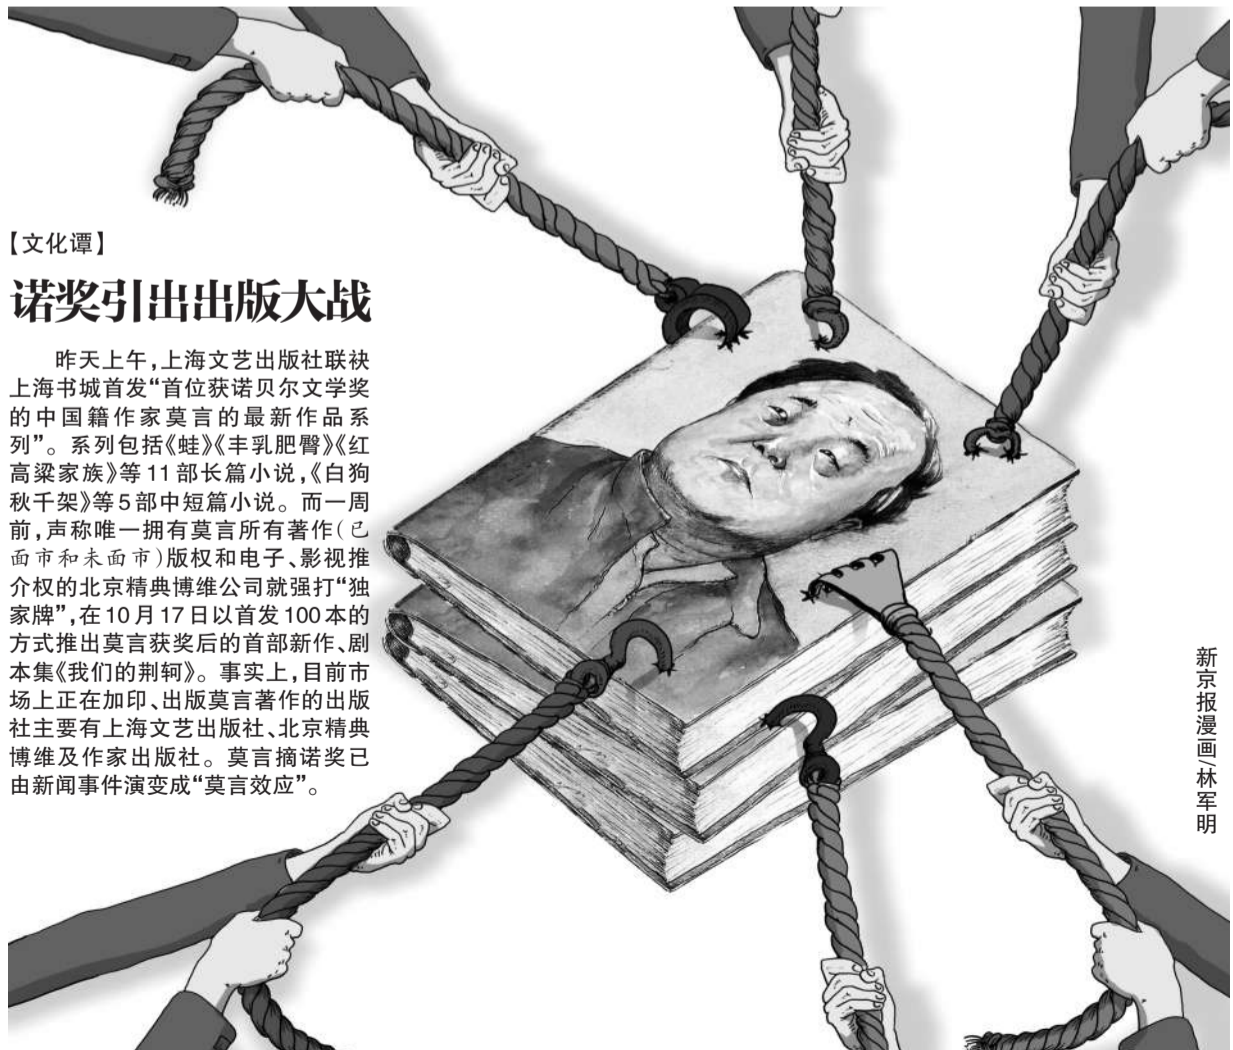 【文化谭】
诺奖引出出版大战
昨天上午，上海文艺出版社联袂
上海书城首发“首位获诺贝尔文学奖
的中国籍作家莫言的最新作品系
列”。系列包括《蛙》《丰乳肥臀》《红
高粱家族》等11部长篇小说，《白狗
秋千架》等5部中短篇小说。而一周
前，声称唯一拥有莫言所有著作（已
面市和未面市）版权和电子、影视推
介权的北京精典博维公司就强打“独
家牌”，在10月17日以首发100本的
方式推出莫言获奖后的首部新作、剧
本集《我们的荆轲》。事实上，目前市
场上正在加印、出版莫言著作的出版
社主要有上海文艺出版社、北京精典
博维及作家出版社。莫言摘诺奖已
由新闻事件演变成“莫言效应”。
新京报漫画/林军明